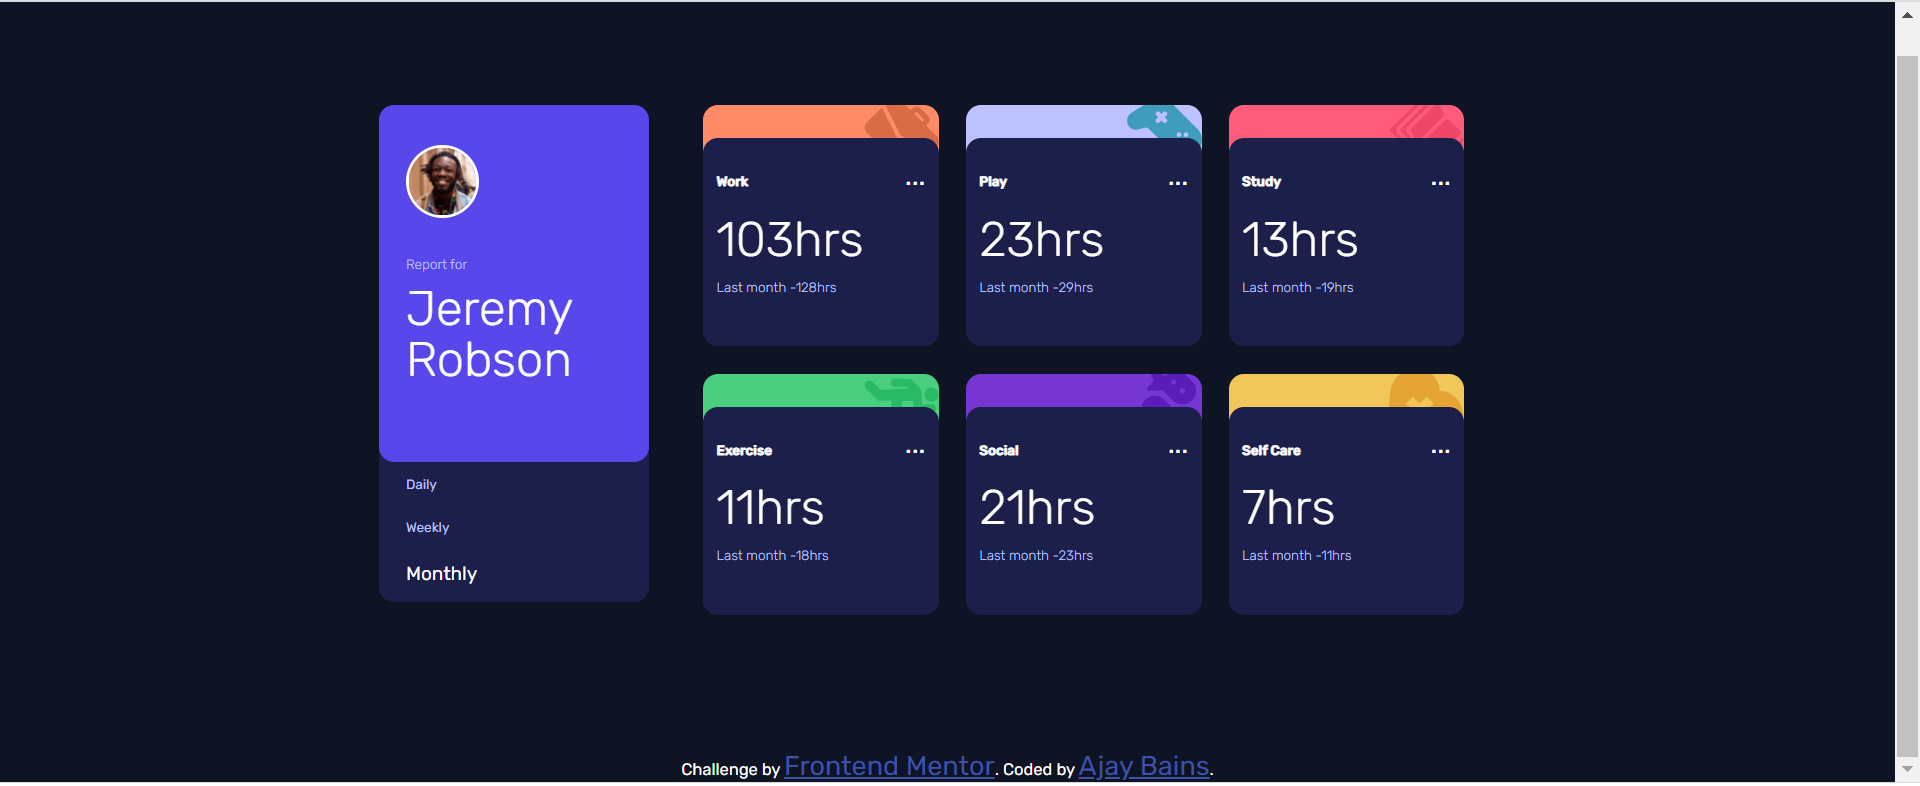 Report for
Jeremy
Robson
Daily
Weekly
Monthly
Work
103hrs
Last month -128hrs
Play
23hrs
Last month -29hrs
Study
13hrs
Last month -19hrs
Exercise
11hrs
Last month -18hrs
Social
21hrs
Last month -23hrs
Self Care
7hrs
Last month -11hrs
Challenge by Frontend Mentor. Coded by Ajay Bains.